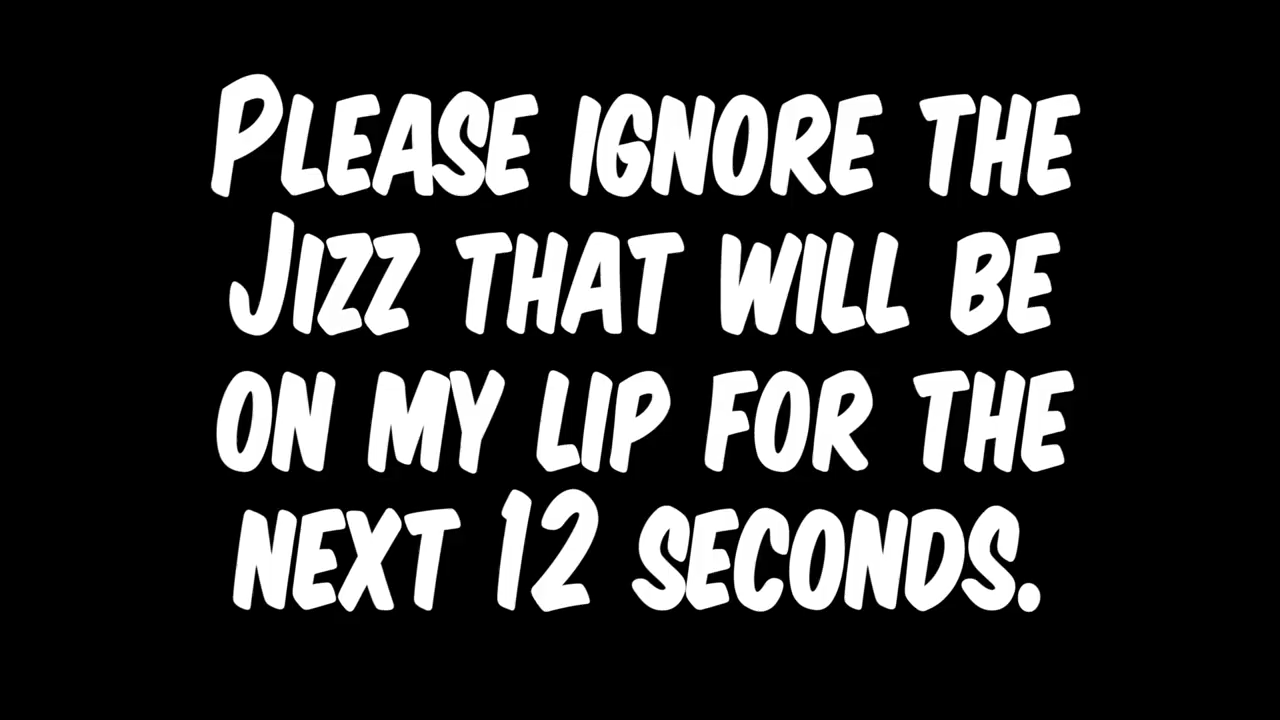 Please ignore the
Jizz that will be
on my lip for the
next 12 seconds.